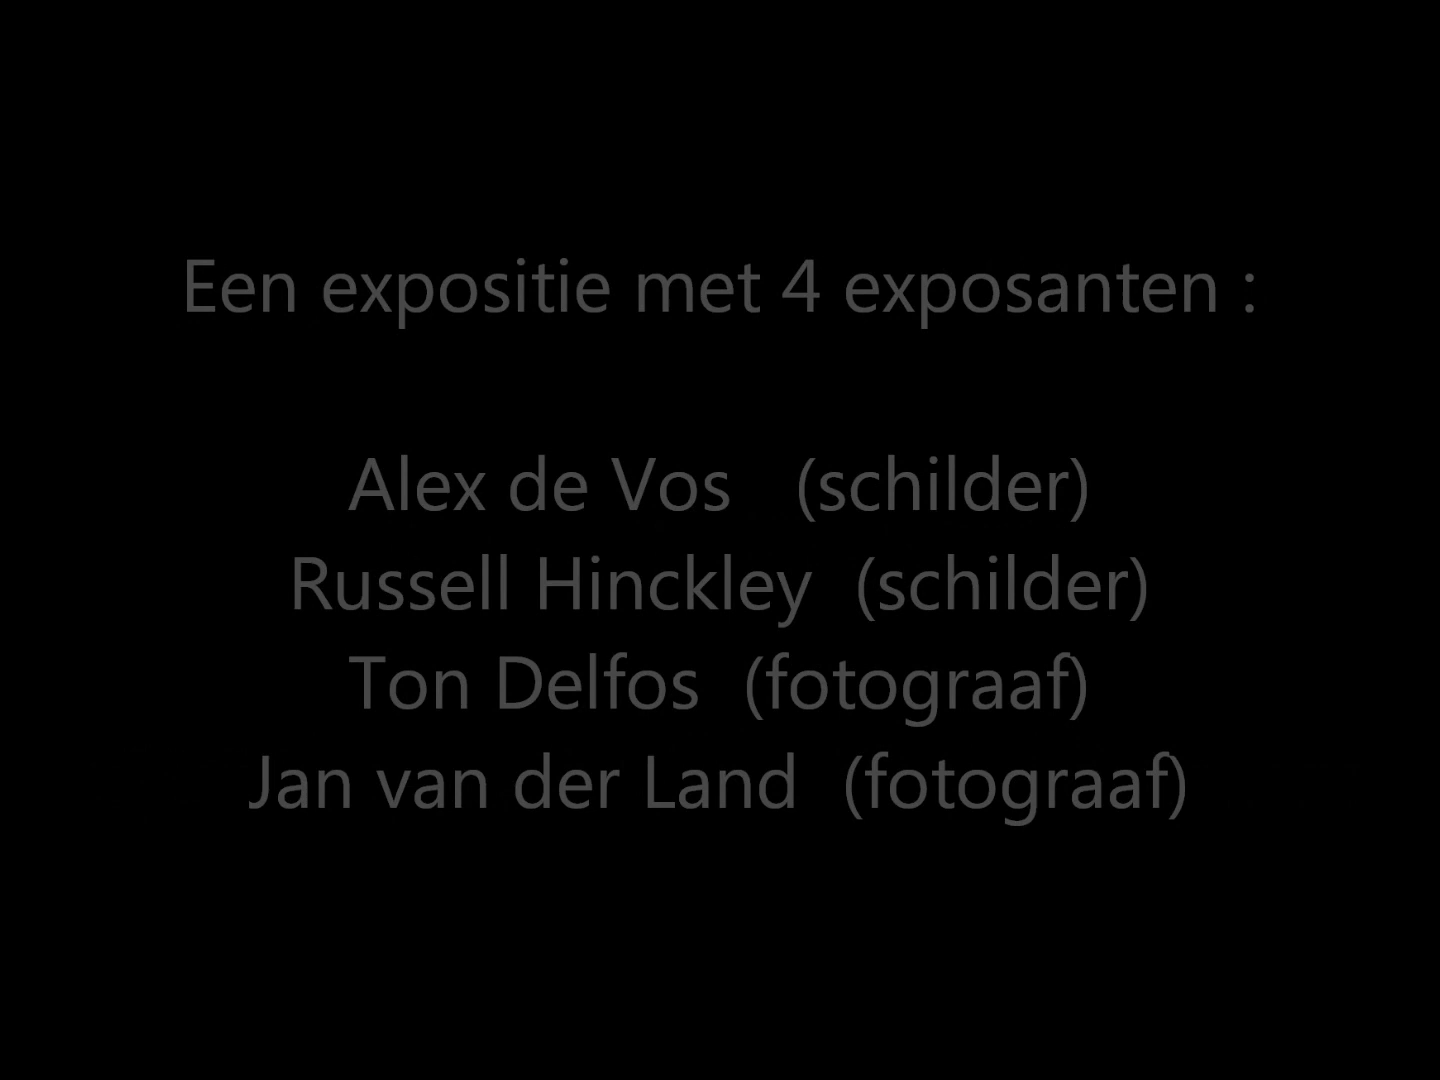 Een expositie met 4 exposanten :
Alex de Vos (schilder)
Russell Hinckley (schilder)
Ton Delfos (fotograaf)
Jan van der Land (fotograaf)